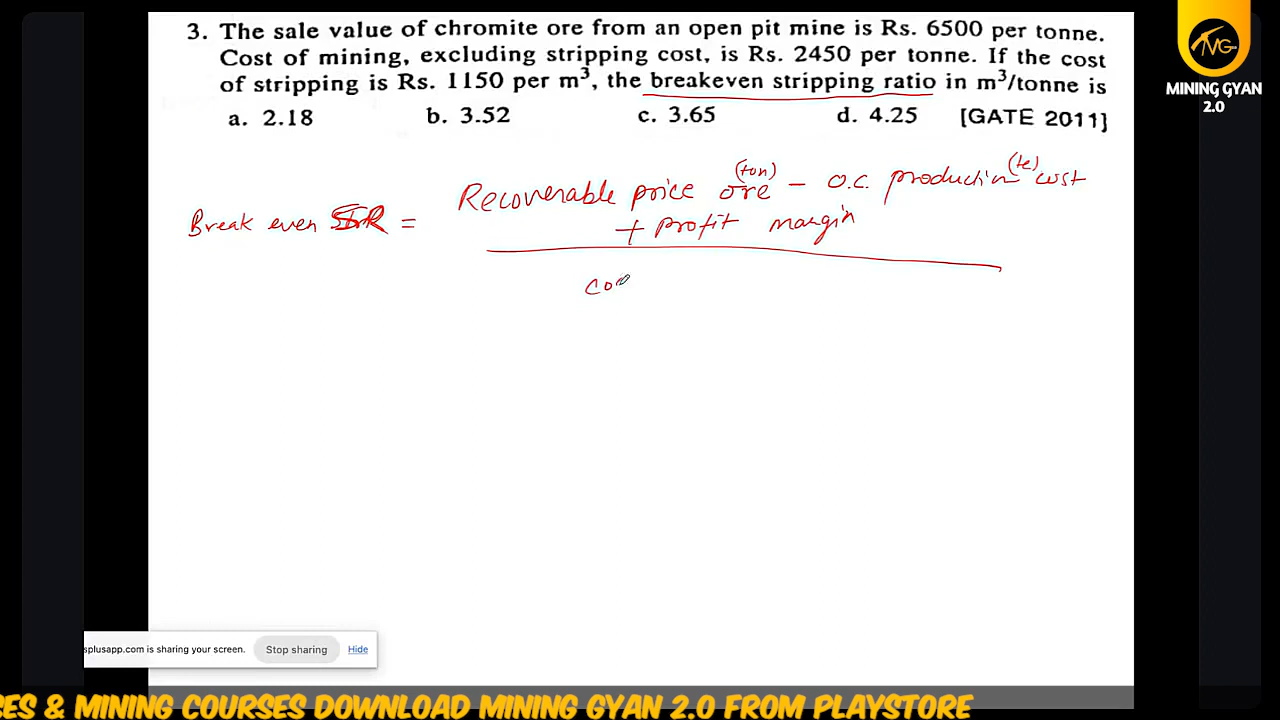 3. The sale value of chromite ore from an open pit mine is Rs. 6500 per tonne.
Cost of mining, excluding stripping cost, is Rs. 2450 per tonne. If the cost
of stripping is Rs. 1150 per m³, the breakeven stripping ratio in m³/tonne is
a. 2.18 b. 3.52 c. 3.65 d. 4.25 [GATE 2011]
TMG
MINING GYAN
2.0
(ton) (te)
Recoverable price ore - O.C. production cost
Break even =
+ profit margin
splusapp.com is sharing your screen. Stop sharing Hide
SES & MINING COURSES DOWNLOAD MINING GYAN 2.0 FROM PLAYSTORE